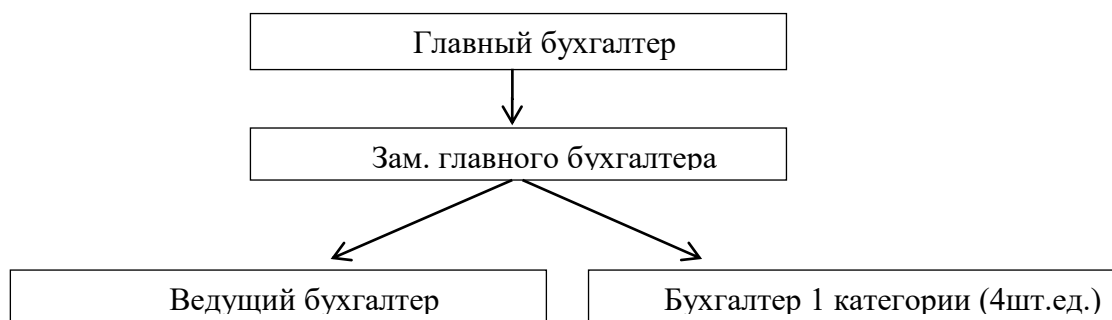 Главный бухгалтер
Зам. главного бухгалтера
Ведущий бухгалтер
Бухгалтер 1 категории (4шт.ед.)